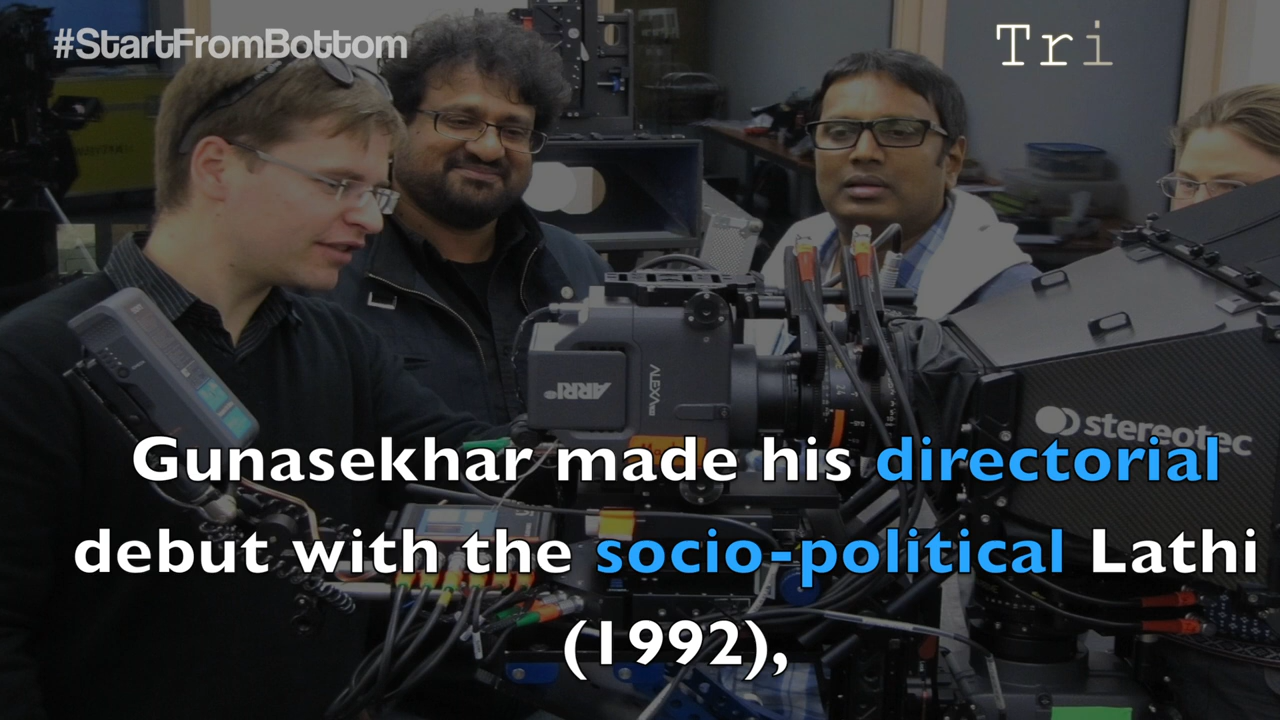 #StartFromBottom
Tri
ARRI
ALEXA
stereotec
Gunasekhar made his directorial
debut with the socio-political Lathi
(1992),